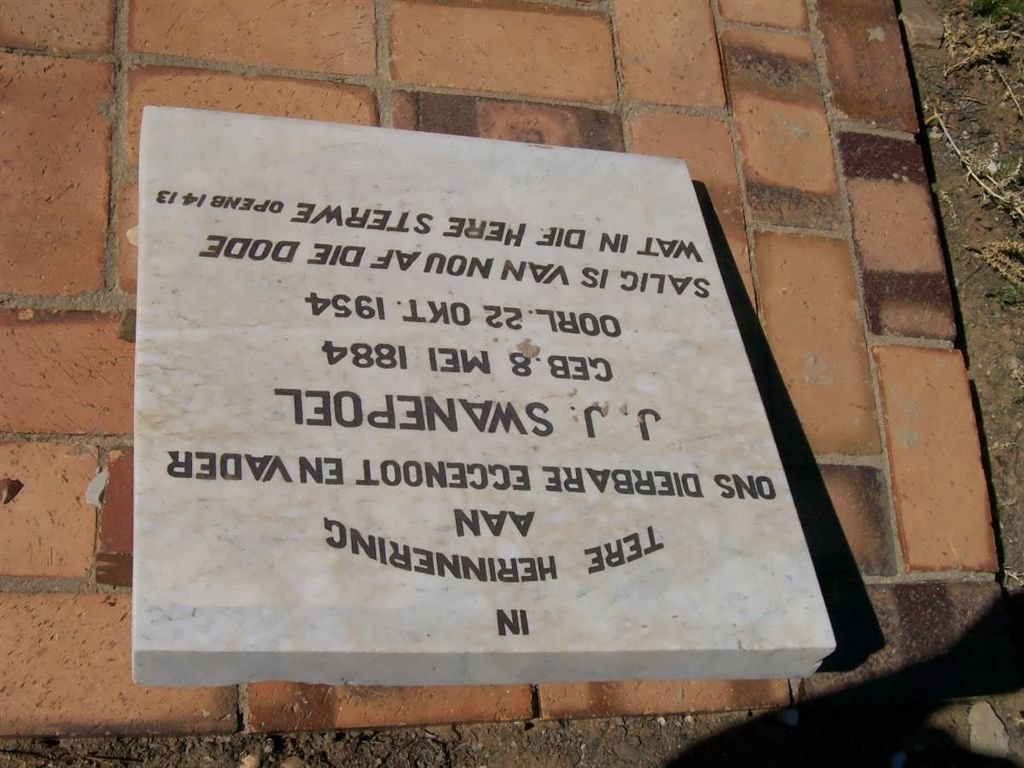 IN
TERE HERINNERING
AAN
ONS DIERBARE EGGENOOT EN VADER
J. J. SWANEPOEL
GEB. 8 MEI 1884
OORL. 22 OKT. 1954
SALIG IS VAN NOU AF DIE DODE
WAT IN DIE HERE STERWE OPENB 14 13